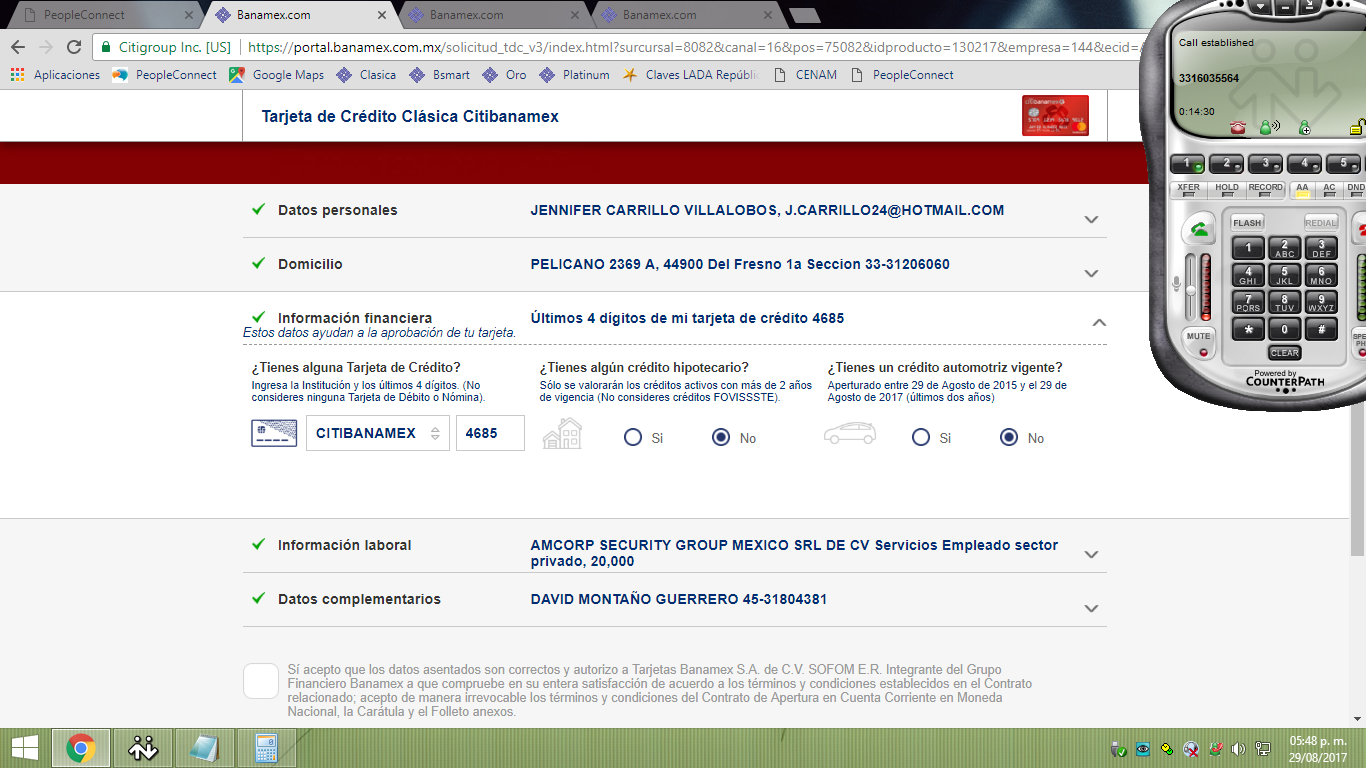 PeopleConnect
Banamex.com
Banamex.com
Banamex.com
Citigroup Inc. [US]
https://portal.banamex.com.mx/solicitud_tdc_v3/index.html?surcursal=8082&canal=16&pos=75082&idproducto=130217&empresa=144&ecid=
Aplicaciones PeopleConnect Google Maps Clasica Bsmart Oro Platinum Claves LADA Repúbli CENAM PeopleConnect
Tarjeta de Crédito Clásica Citibanamex
Datos personales
JENNIFER CARRILLO VILLALOBOS, J.CARRILLO24@HOTMAIL.COM
Domicilio
PELICANO 2369 A, 44900 Del Fresno 1a Seccion 33-31206060
Información financiera
Últimos 4 dígitos de mi tarjeta de crédito 4685
Estos datos ayudan a la aprobación de tu tarjeta.
¿Tienes alguna Tarjeta de Crédito?
Ingresa la Institución y los últimos 4 dígitos. (No
consideres ninguna Tarjeta de Débito o Nómina).
CITIBANAMEX
4685
¿Tienes algún crédito hipotecario?
Sólo se valorarán los créditos activos con más de 2 años
de vigencia (No consideres créditos FOVISSSTE).
Si
No
¿Tienes un crédito automotriz vigente?
Aperturado entre 29 de Agosto de 2015 y el 29 de
Agosto de 2017 (últimos dos años)
Si
No
Información laboral
AMCORP SECURITY GROUP MEXICO SRL DE CV Servicios Empleado sector
privado, 20,000
Datos complementarios
DAVID MONTAÑO GUERRERO 45-31804381
Sí acepto que los datos asentados son correctos y autorizo a Tarjetas Banamex S.A. de C.V. SOFOM E.R. Integrante del Grupo
Financiero Banamex a que compruebe en su entera satisfacción de acuerdo a los términos y condiciones establecidos en el Contrato
relacionado; acepto de manera irrevocable los términos y condiciones del Contrato de Apertura en Cuenta Corriente en Moneda
Nacional, la Carátula y el Folleto anexos.
Call established
3316035564
0:14:30
1 2 3 4 5
XFER HOLD RECORD AA AC DND
FLASH REDIAL
1 2 ABC 3 DEF
4 GHI 5 JKL 6 MNO
7 PQRS 8 TUV 9 WXYZ
* 0 #
MUTE
CLEAR
Powered by
COUNTERPATH
05:48 p. m.
29/08/2017